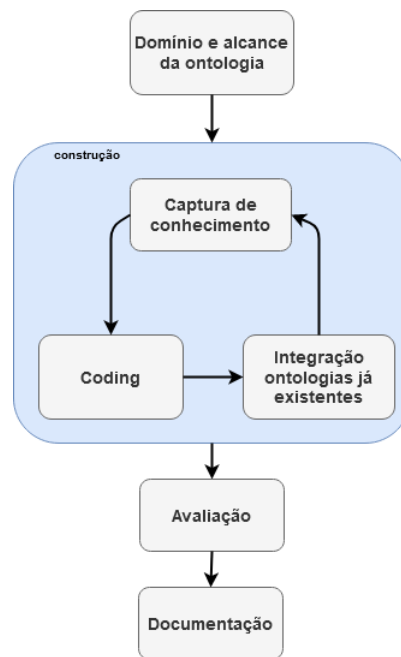 Domínio e alcance
da ontologia
construção
Captura de
conhecimento
Coding
Integração
ontologias já
existentes
Avaliação
Documentação